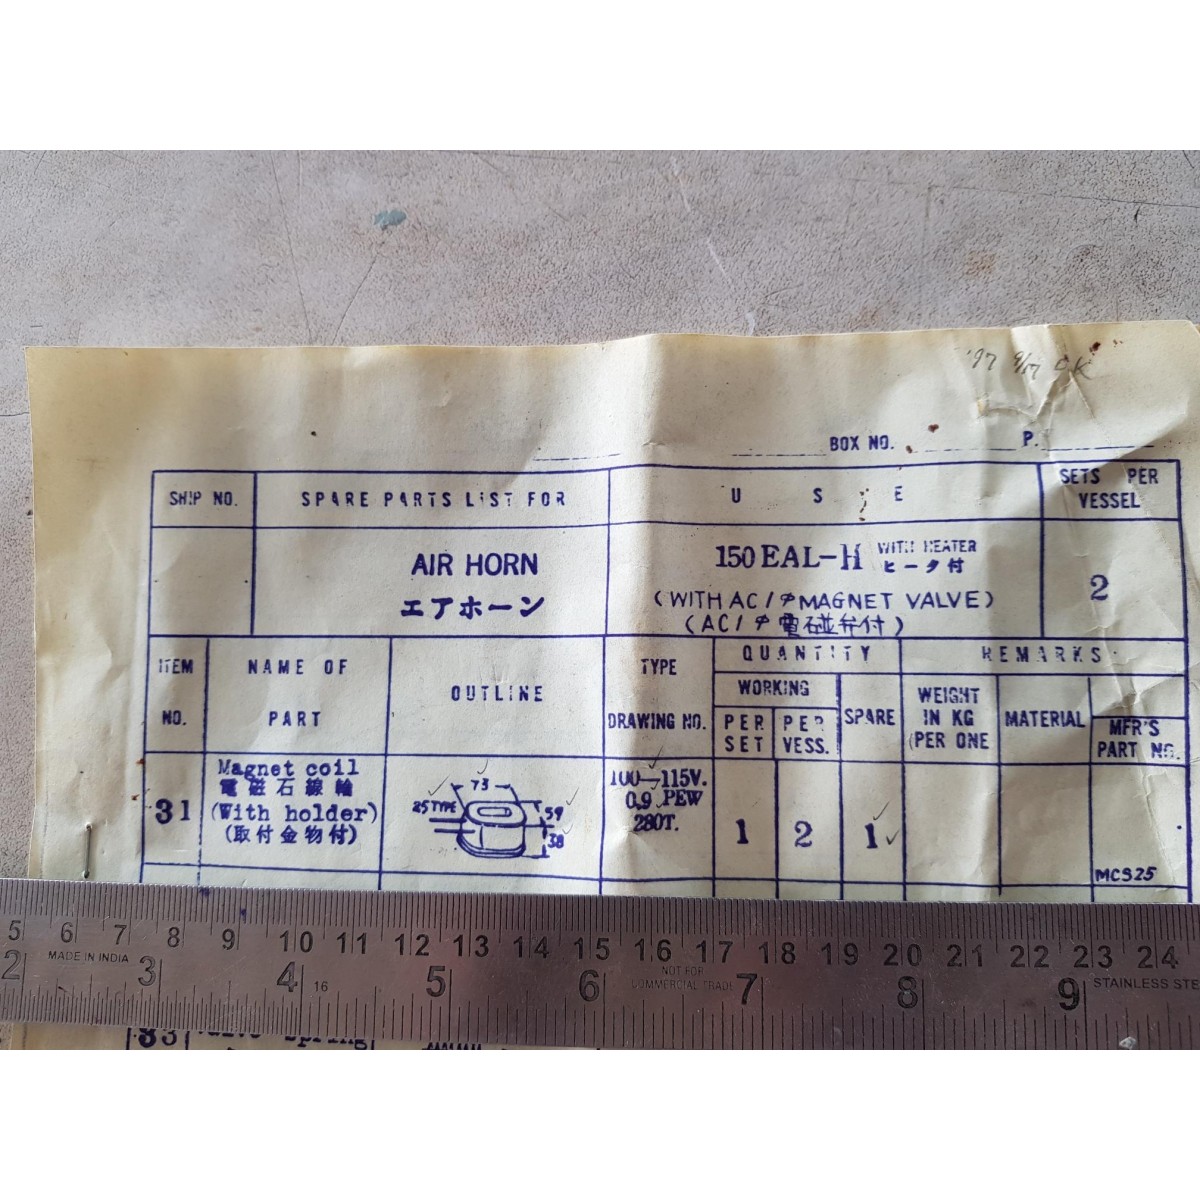 '97 9/17 OK
BOX NO. P.
SHIP NO. SPARE PARTS LIST FOR U S E SETS PER VESSEL
AIR HORN
エアホーン
150 EAL-H WITH HEATER
ヒータ付
(WITH AC/φ MAGNET VALVE)
(AC/φ 電磁弁付)
2
ITEM NO.
NAME OF PART
OUTLINE
TYPE
DRAWING NO.
QUANTITY
WORKING
PER SET
PER VESS.
SPARE
REMARKS
WEIGHT IN KG (PER ONE
MATERIAL
MFR'S PART NO.
31
Magnet coil
電磁石線輪
(With holder)
(取付金物付)
73
25 TYPE
59
38
100—115V.
0.9 PEW
280T.
1 2 1
MCS25
5 6 7 8 9 10 11 12 13 14 15 16 17 18 19 20 21 22 23 24
MADE IN INDIA
NOT FOR
COMMERCIAL TRADE
STAINLESS STE
2 3 4 16 5 6 7 8 9
33 spring